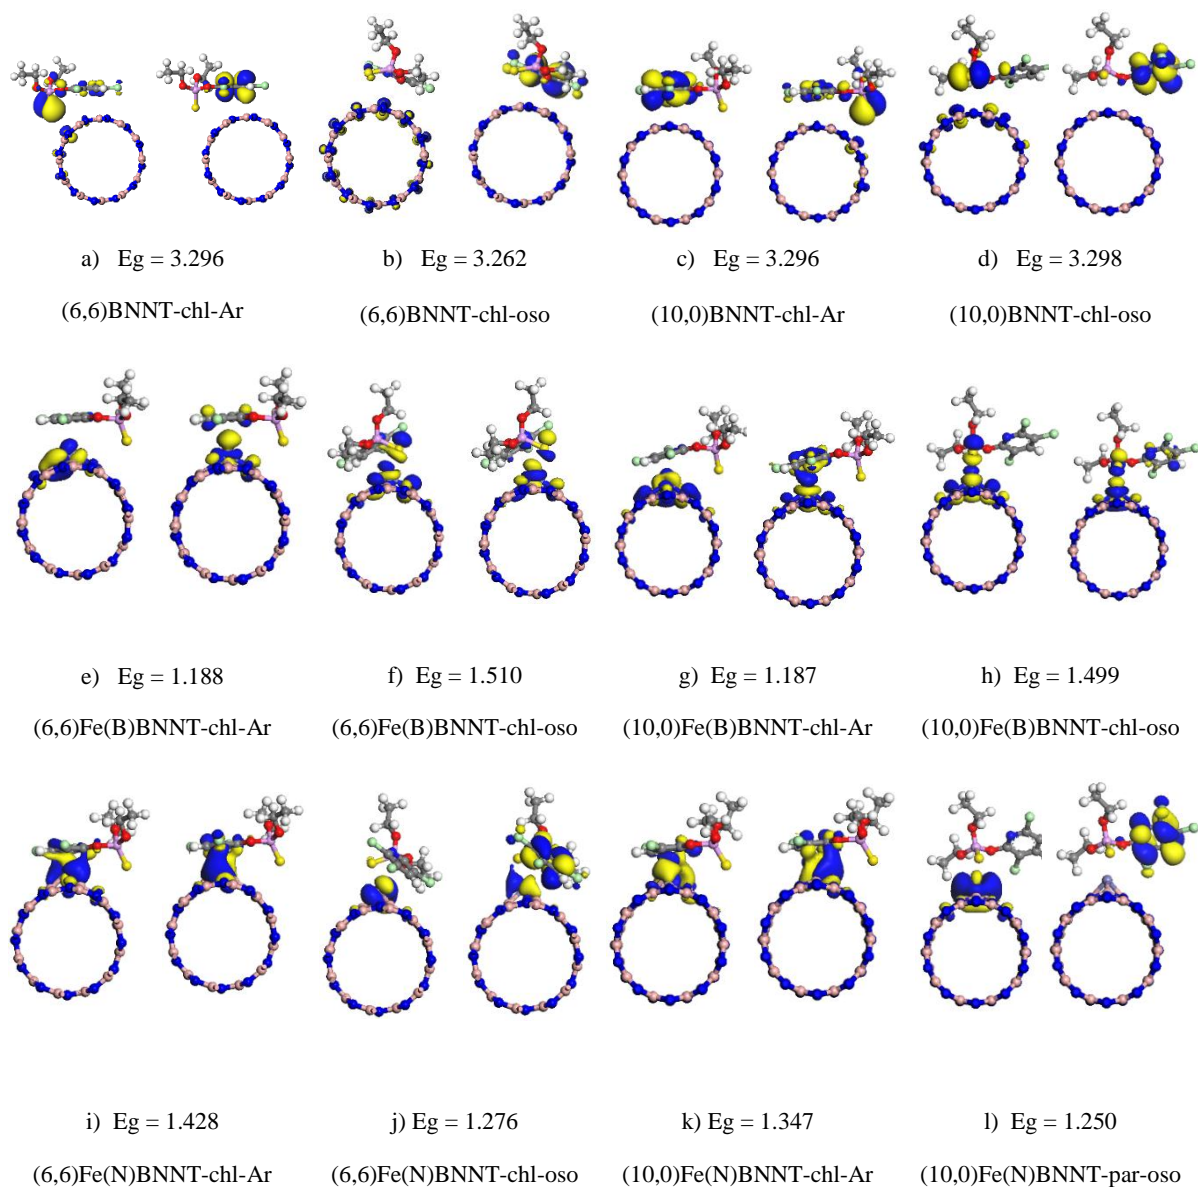 a) Eg = 3.296
b) Eg = 3.262
c) Eg = 3.296
d) Eg = 3.298
(6,6)BNNT-chl-Ar
(6,6)BNNT-chl-oso
(10,0)BNNT-chl-Ar
(10,0)BNNT-chl-oso
e) Eg = 1.188
f) Eg = 1.510
g) Eg = 1.187
h) Eg = 1.499
(6,6)Fe(B)BNNT-chl-Ar
(6,6)Fe(B)BNNT-chl-oso
(10,0)Fe(B)BNNT-chl-Ar
(10,0)Fe(B)BNNT-chl-oso
i) Eg = 1.428
j) Eg = 1.276
k) Eg = 1.347
l) Eg = 1.250
(6,6)Fe(N)BNNT-chl-Ar
(6,6)Fe(N)BNNT-chl-oso
(10,0)Fe(N)BNNT-chl-Ar
(10,0)Fe(N)BNNT-par-oso